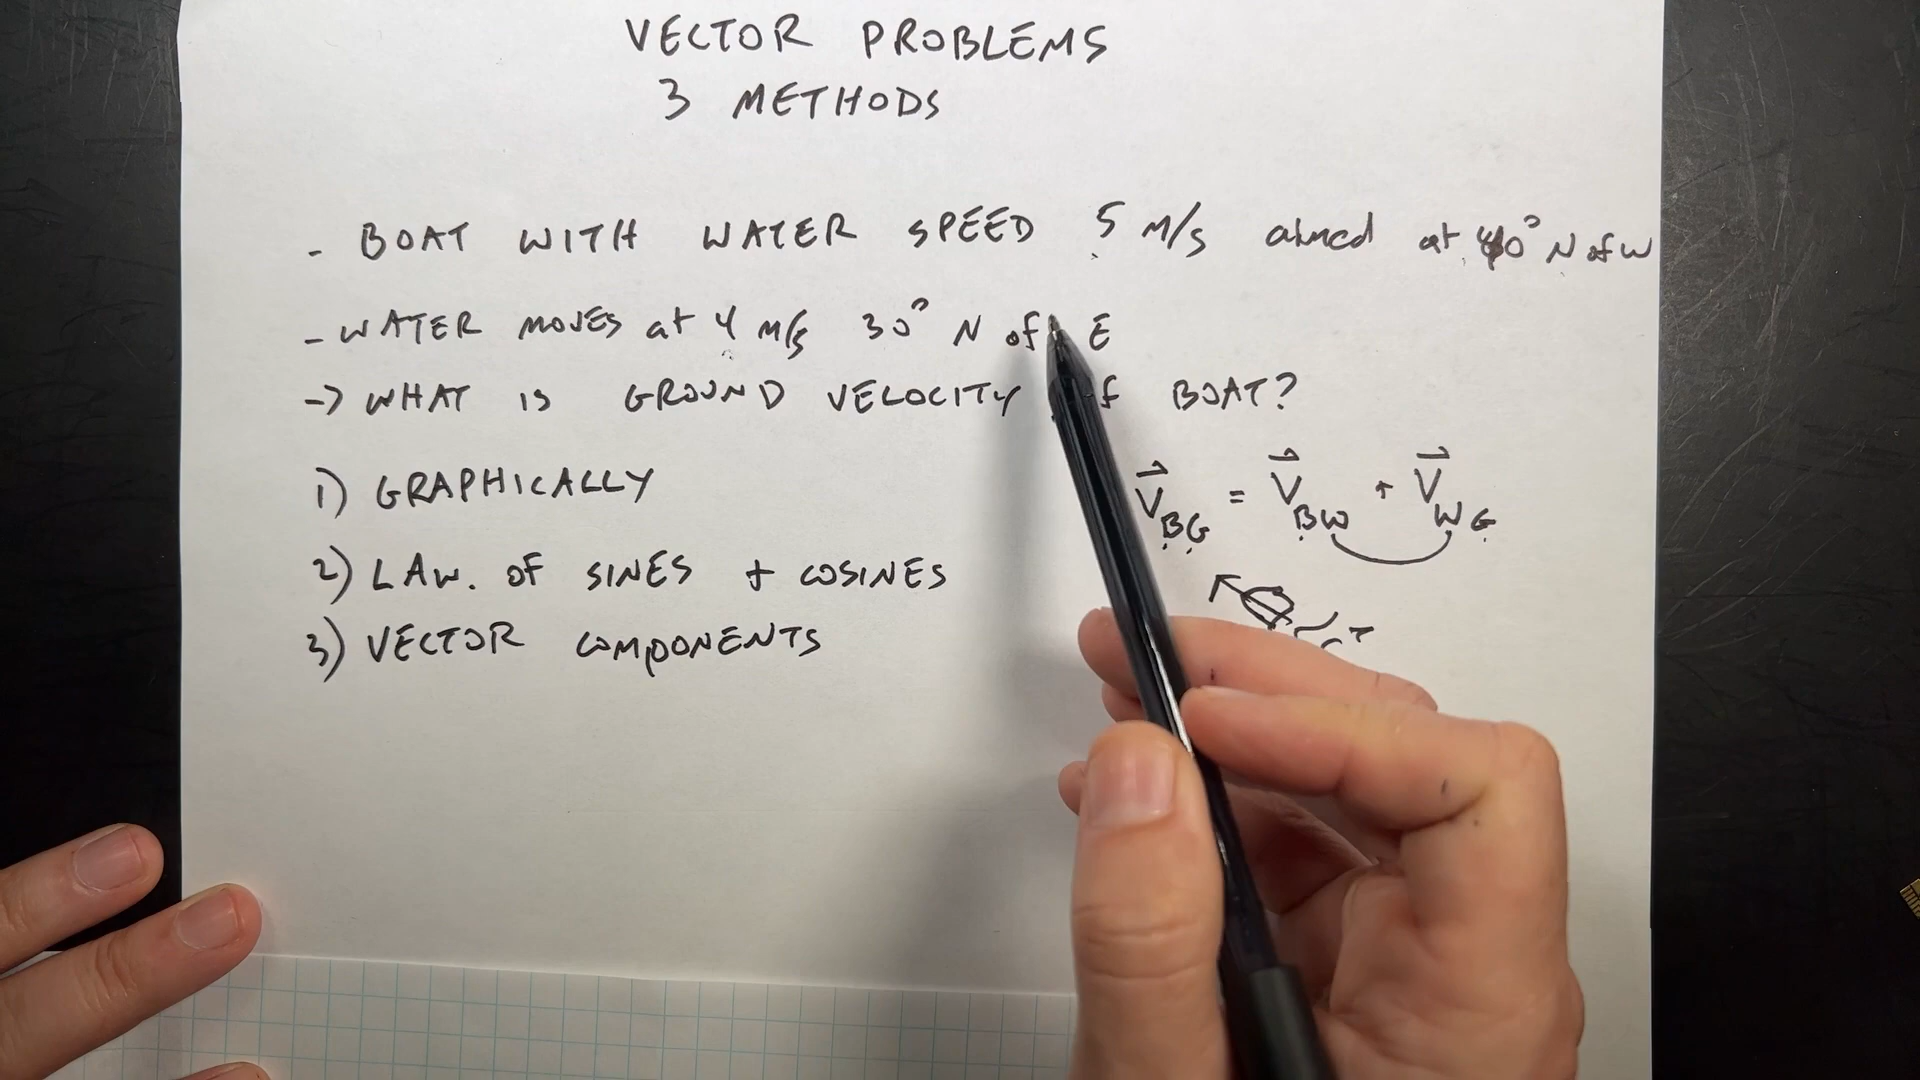 VECTOR PROBLEMS
3 METHODS
- BOAT WITH WATER SPEED 5 M/S aimed at 40° N of W
- WATER MOVES at 4 M/S 30° N of E
-> WHAT IS GROUND VELOCITY of BOAT?
1) GRAPHICALLY
V⃗BG = V⃗BW + V⃗WG
2) LAW. OF SINES + COSINES
3) VECTOR COMPONENTS